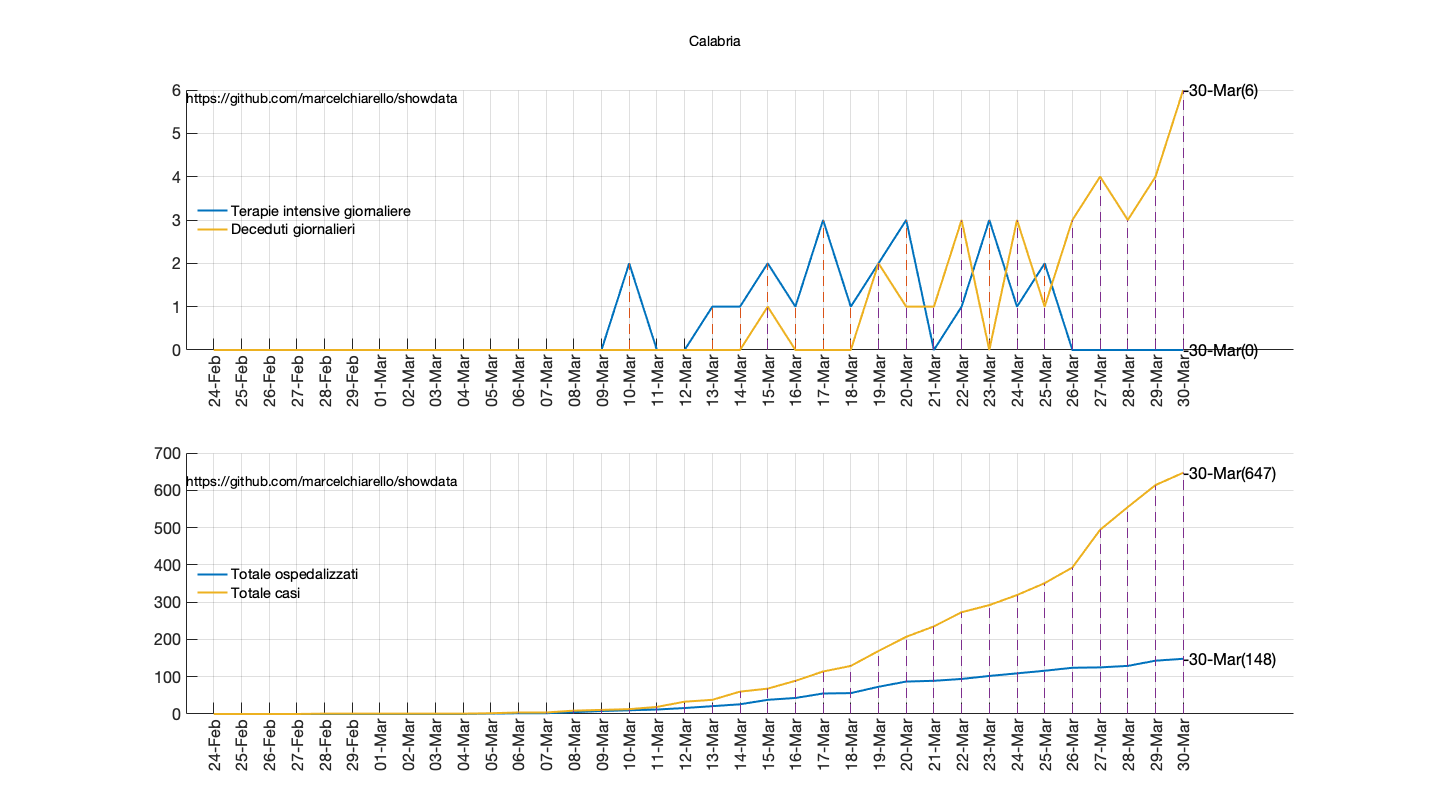 Calabria
6
https://github.com/marcelchiarello/showdata
-30-Mar(6)
5
4
Terapie intensive giornaliere
Deceduti giornalieri
3
2
1
0
-30-Mar(0)
24-Feb
25-Feb
26-Feb
27-Feb
28-Feb
29-Feb
01-Mar
02-Mar
03-Mar
04-Mar
05-Mar
06-Mar
07-Mar
08-Mar
09-Mar
10-Mar
11-Mar
12-Mar
13-Mar
14-Mar
15-Mar
16-Mar
17-Mar
18-Mar
19-Mar
20-Mar
21-Mar
22-Mar
23-Mar
24-Mar
25-Mar
26-Mar
27-Mar
28-Mar
29-Mar
30-Mar
700
https://github.com/marcelchiarello/showdata
-30-Mar(647)
600
500
400
Totale ospedalizzati
Totale casi
300
200
100
-30-Mar(148)
0
24-Feb
25-Feb
26-Feb
27-Feb
28-Feb
29-Feb
01-Mar
02-Mar
03-Mar
04-Mar
05-Mar
06-Mar
07-Mar
08-Mar
09-Mar
10-Mar
11-Mar
12-Mar
13-Mar
14-Mar
15-Mar
16-Mar
17-Mar
18-Mar
19-Mar
20-Mar
21-Mar
22-Mar
23-Mar
24-Mar
25-Mar
26-Mar
27-Mar
28-Mar
29-Mar
30-Mar